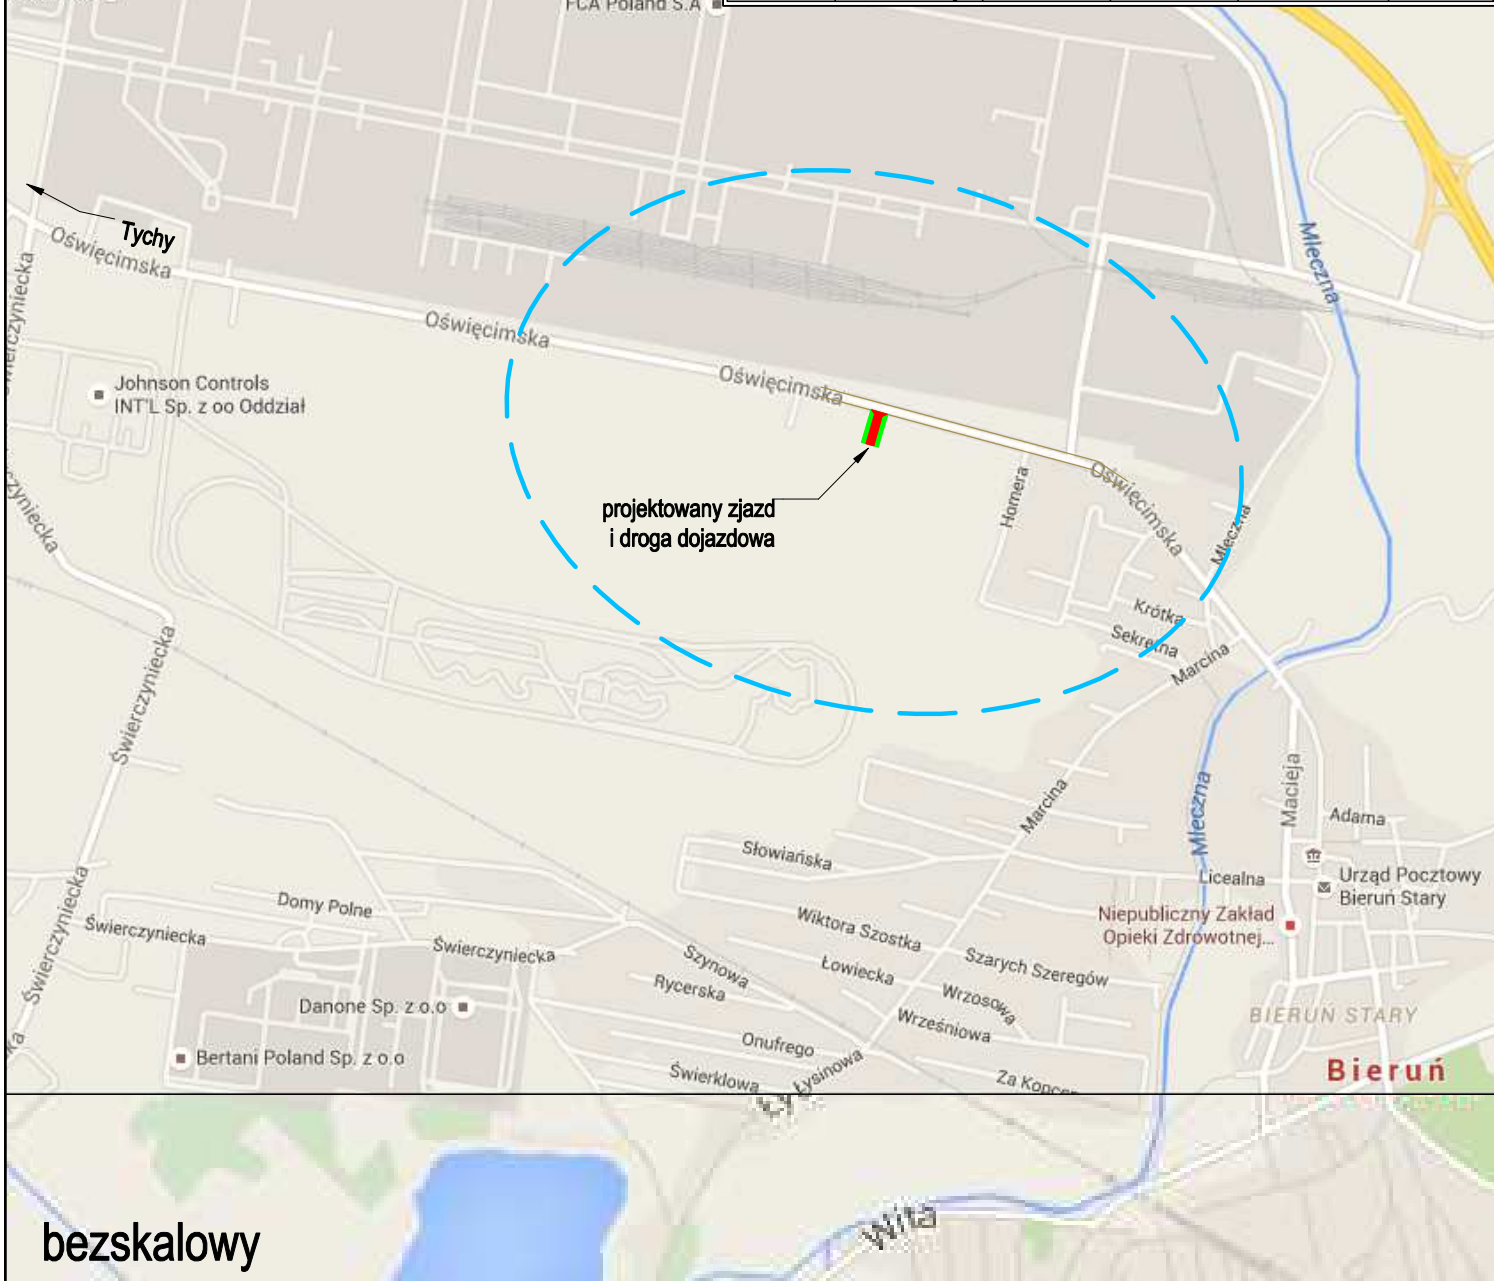 FCA Poland S.A
Tychy
Oświęcimska
Mleczna
Świerczyniecka
Oświęcimska
Oświęcimska
Johnson Controls
INT'L Sp. z oo Oddział
Oświęcimska
Homera
projektowany zjazd
i droga dojazdowa
Mleczna
Krótka
Sekretna
Marcina
Świerczyniecka
Marcina
Mleczna
Macieja
Adama
Słowiańska
Licealna
Urząd Pocztowy
Bieruń Stary
Domy Polne
Świerczyniecka
Świerczyniecka
Świerczyniecka
Wiktora Szostka
Niepubliczny Zakład
Opieki Zdrowotnej...
Szynowa
Łowiecka
Szarych Szeregów
Rycerska
Wrzosowa
Danone Sp. z.o.o
Wrześniowa
BIERUŃ STARY
Onufrego
Bertani Poland Sp. z o.o
Łysinowa
Świerklowa
Za Kopcem
Bieruń
Wita
bezskalowy